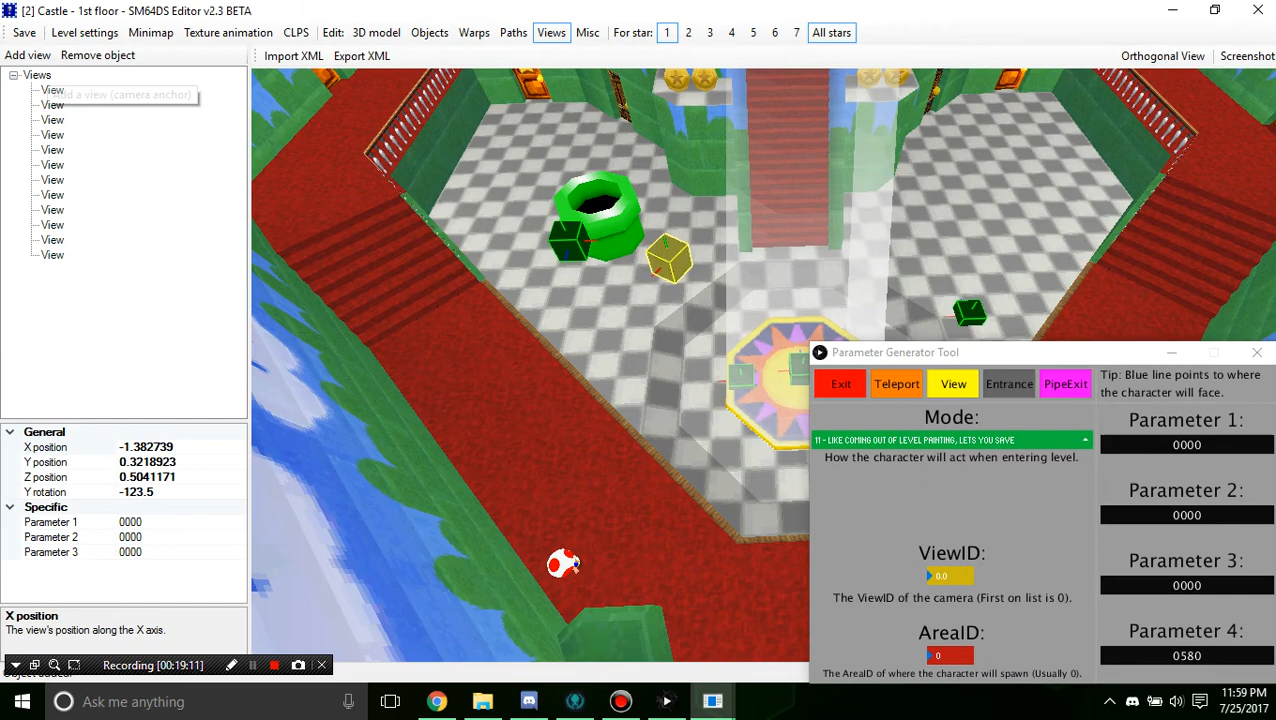 [2] Castle - 1st floor - SM64DS Editor v2.3 BETA
Save Level settings Minimap Texture animation CLPS Edit: 3D model Objects Warps Paths Views Misc For star: 1 2 3 4 5 6 7 All stars
Add view Remove object Import XML Export XML Orthogonal View Screenshot
Views
View
Add a view (camera anchor)
View
View
View
View
View
View
View
View
View
View
View
General
X position -1.382739
Y position 0.3218923
Z position 0.5041171
Y rotation -123.5
Specific
Parameter 1 0000
Parameter 2 0000
Parameter 3 0000
X position
The view's position along the X axis.
Recording [00:19:11]
Object added!
Parameter Generator Tool
Exit Teleport View Entrance PipeExit
Mode:
11 - LIKE COMING OUT OF LEVEL PAINTING, LETS YOU SAVE
How the character will act when entering level.
ViewID:
0.0
The ViewID of the camera (First on list is 0).
AreaID:
0
The AreaID of where the character will spawn (Usually 0).
Tip: Blue line points to where
the character will face.
Parameter 1:
0000
Parameter 2:
0000
Parameter 3:
0000
Parameter 4:
0580
Ask me anything
11:59 PM
7/25/2017